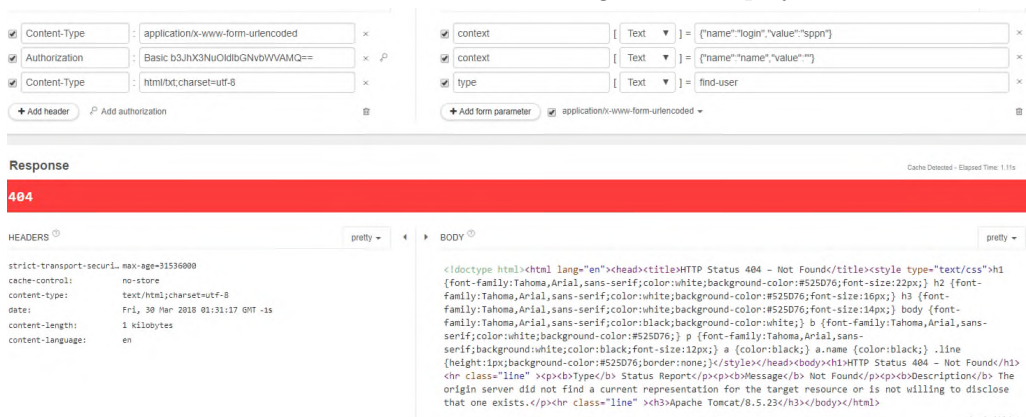 Content-Type : application/x-www-form-urlencoded ×
Authorization : Basic b3JhX3NuOldlbGNvbWVAMQ== ×
Content-Type : html/txt;charset=utf-8 ×
+ Add header Add authorization
context [ Text ▼ ] = {"name":"login","value":"sppn"} ×
context [ Text ▼ ] = {"name":"name","value":""} ×
type [ Text ▼ ] = find-user ×
+ Add form parameter application/x-www-form-urlencoded
Response
Cache Detected - Elapsed Time: 1.11s
404
HEADERS ? pretty
strict-transport-securi… max-age=31536000
cache-control: no-store
content-type: text/html;charset=utf-8
date: Fri, 30 Mar 2018 01:31:17 GMT -1s
content-length: 1 kilobytes
content-language: en
BODY ? pretty
<!doctype html><html lang="en"><head><title>HTTP Status 404 – Not Found</title><style type="text/css">h1
{font-family:Tahoma,Arial,sans-serif;color:white;background-color:#525D76;font-size:22px;} h2 {font-
family:Tahoma,Arial,sans-serif;color:white;background-color:#525D76;font-size:16px;} h3 {font-
family:Tahoma,Arial,sans-serif;color:white;background-color:#525D76;font-size:14px;} body {font-
family:Tahoma,Arial,sans-serif;color:black;background-color:white;} b {font-family:Tahoma,Arial,sans-
serif;color:white;background-color:#525D76;} p {font-family:Tahoma,Arial,sans-
serif;background:white;color:black;font-size:12px;} a {color:black;} a.name {color:black;} .line
{height:1px;background-color:#525D76;border:none;}</style></head><body><h1>HTTP Status 404 – Not Found</h1>
<hr class="line" ><p><b>Type</b> Status Report</p><p><b>Message</b> Not Found</p><p><b>Description</b> The
origin server did not find a current representation for the target resource or is not willing to disclose
that one exists.</p><hr class="line" ><h3>Apache Tomcat/8.5.23</h3></body></html>